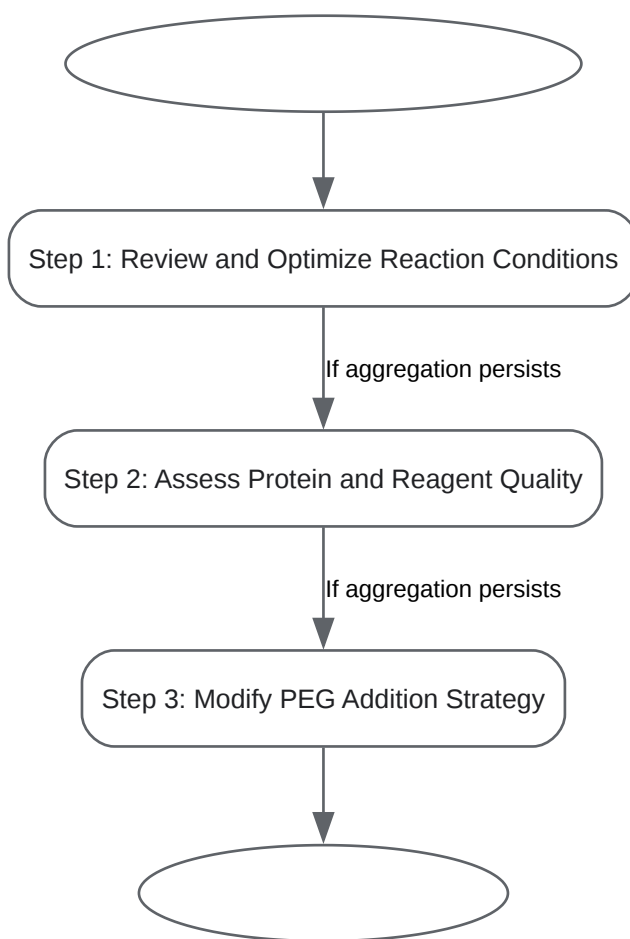 Step 1: Review and Optimize Reaction Conditions
If aggregation persists
Step 2: Assess Protein and Reagent Quality
If aggregation persists
Step 3: Modify PEG Addition Strategy